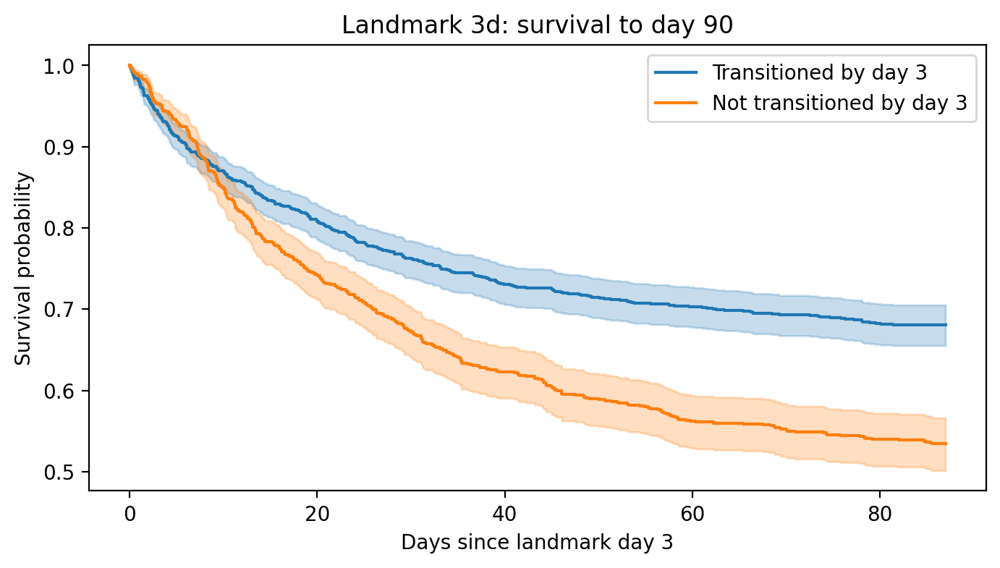 Landmark 3d: survival to day 90
Transitioned by day 3
Not transitioned by day 3
Survival probability
1.0
0.9
0.8
0.7
0.6
0.5
0
20
40
60
80
Days since landmark day 3